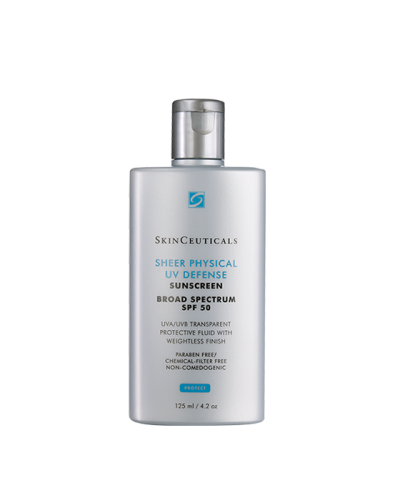 SKINCEUTICALS
SHEER PHYSICAL
UV DEFENSE
SUNSCREEN
BROAD SPECTRUM
SPF 50
UVA/UVB TRANSPARENT
PROTECTIVE FLUID WITH
WEIGHTLESS FINISH
PARABEN FREE/
CHEMICAL-FILTER FREE
NON-COMEDOGENIC
PROTECT
125 ml / 4.2 oz